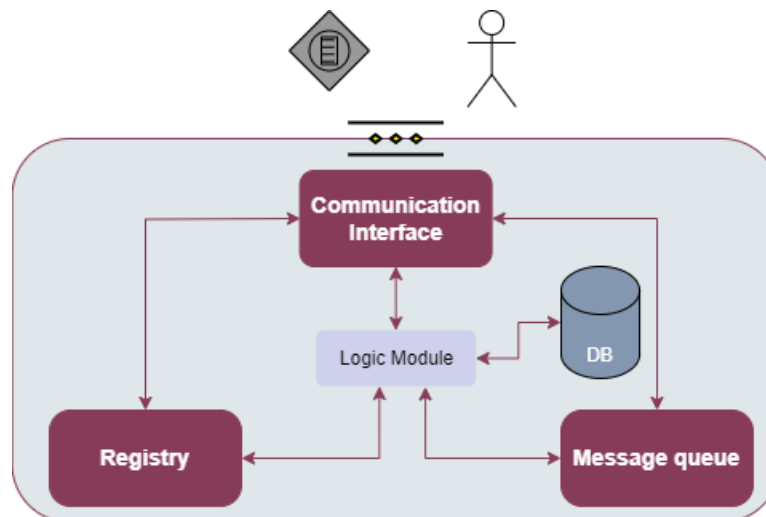 Communication
Interface
Logic Module
DB
Registry
Message queue